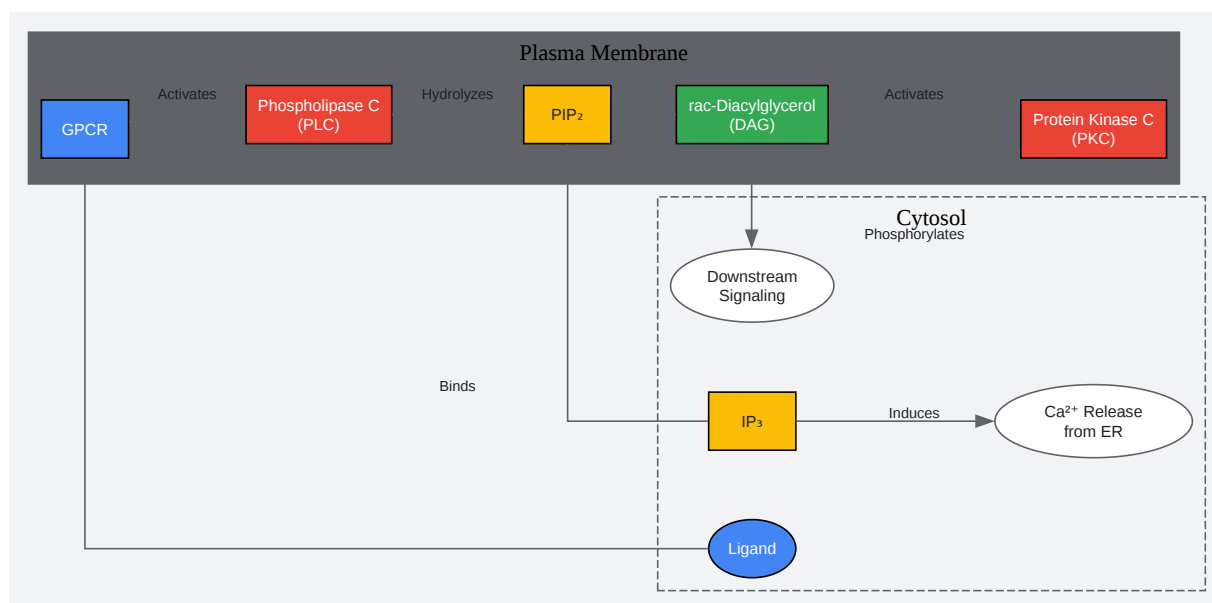 Plasma Membrane
Activates
Hydrolyzes
Activates
GPCR
Phospholipase C
(PLC)
PIP₂
rac-Diacylglycerol
(DAG)
Protein Kinase C
(PKC)
Cytosol
Phosphorylates
Downstream
Signaling
Binds
IP₃
Induces
Ca²⁺ Release
from ER
Ligand